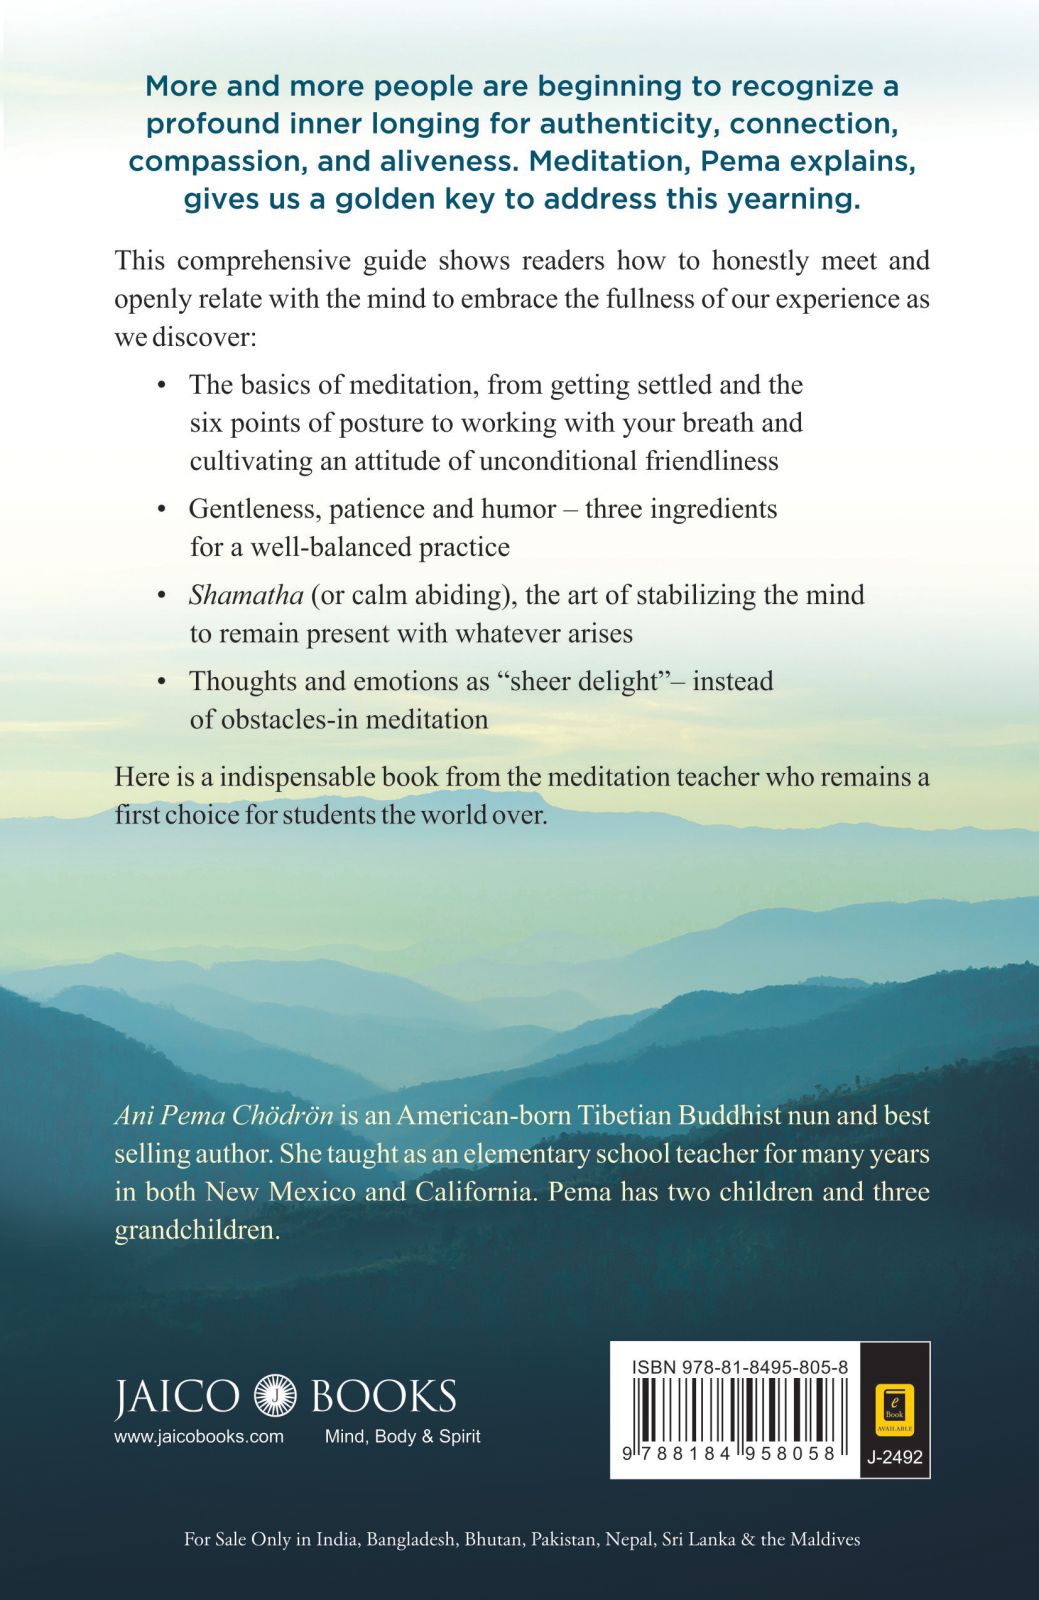 More and more people are beginning to recognize a
profound inner longing for authenticity, connection,
compassion, and aliveness. Meditation, Pema explains,
gives us a golden key to address this yearning.
This comprehensive guide shows readers how to honestly meet and
openly relate with the mind to embrace the fullness of our experience as
we discover:
• The basics of meditation, from getting settled and the
six points of posture to working with your breath and
cultivating an attitude of unconditional friendliness
• Gentleness, patience and humor – three ingredients
for a well-balanced practice
• Shamatha (or calm abiding), the art of stabilizing the mind
to remain present with whatever arises
• Thoughts and emotions as “sheer delight”– instead
of obstacles-in meditation
Here is a indispensable book from the meditation teacher who remains a
first choice for students the world over.
Ani Pema Chödrön is an American-born Tibetian Buddhist nun and best
selling author. She taught as an elementary school teacher for many years
in both New Mexico and California. Pema has two children and three
grandchildren.
JAICO J BOOKS
www.jaicobooks.com Mind, Body & Spirit
ISBN 978-81-8495-805-8
9 788184 958058
e
Book
AVAILABLE
J-2492
For Sale Only in India, Bangladesh, Bhutan, Pakistan, Nepal, Sri Lanka & the Maldives